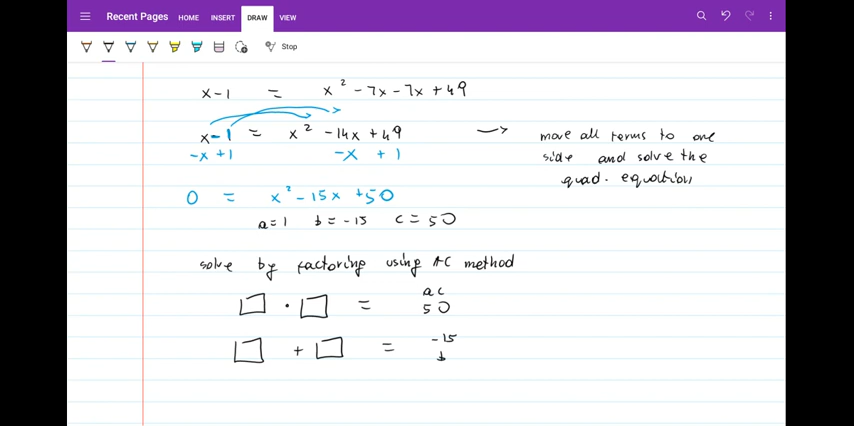 Recent Pages HOME INSERT DRAW VIEW
Stop
x-1 = x² - 7x - 7x + 49
x-1 = x² - 14x + 49
-x +1 -x + 1
move all terms to one
side and solve the
quad. equation
0 = x² - 15x + 50
a=1 b=-15 c=50
solve by factoring using AC method
ac
□ · □ = 50
□ + □ = -15
b